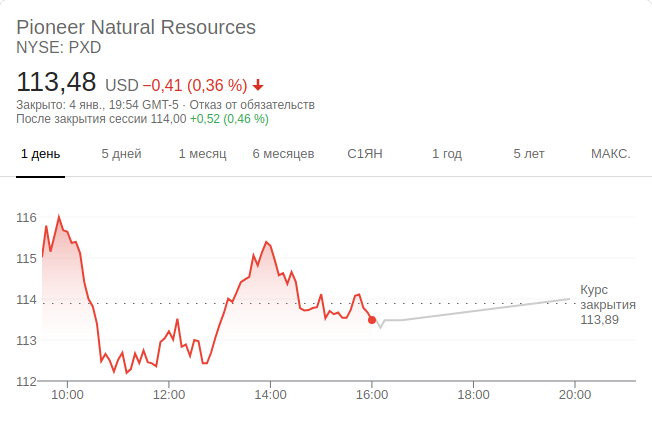 Pioneer Natural Resources
NYSE: PXD
113,48 USD −0,41 (0,36 %)
Закрыто: 4 янв., 19:54 GMT-5 · Отказ от обязательств
После закрытия сессии 114,00 +0,52 (0,46 %)
1 день 5 дней 1 месяц 6 месяцев С1ЯН 1 год 5 лет МАКС.
116
115
114
113
112
Курс
закрытия
113,89
10:00 12:00 14:00 16:00 18:00 20:00